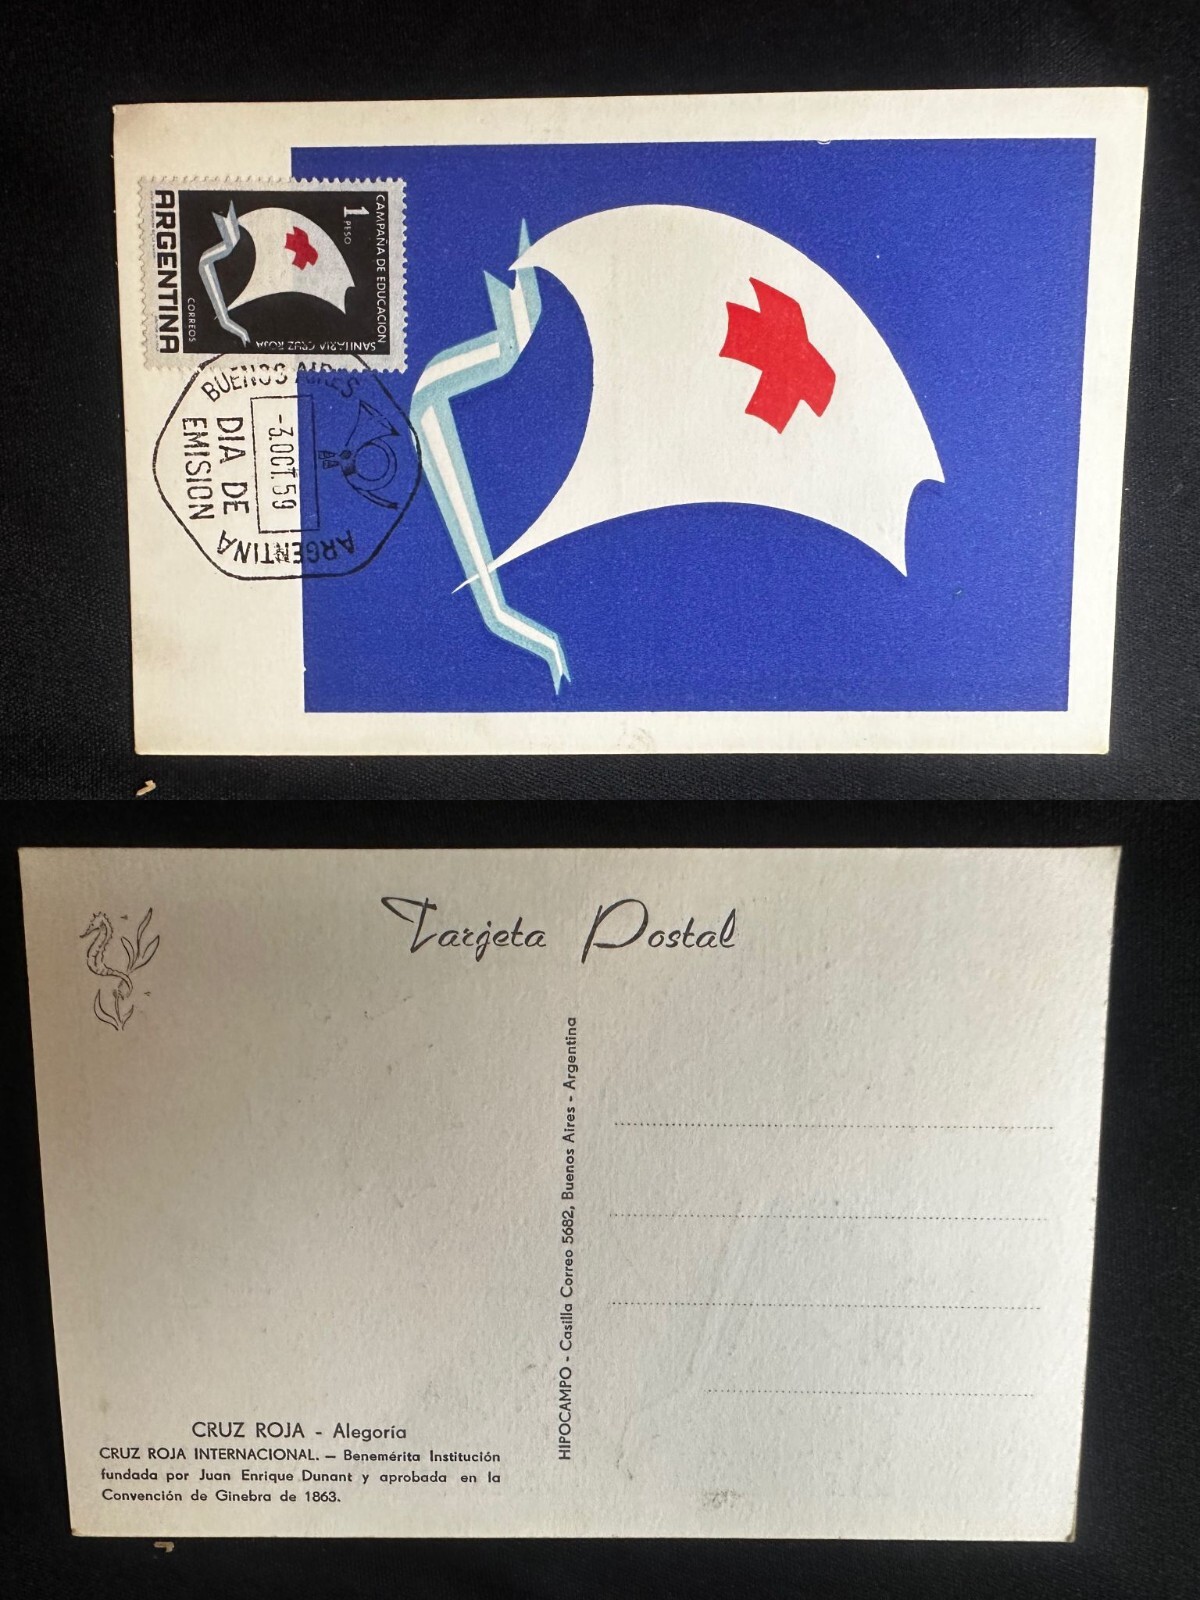 ARGENTINA
CORREOS
1 PESO
CAMPAÑA DE EDUCACION
SANITARIA CRUZ ROJA
BUENOS AIRES
-3.OCT.59
DIA DE
EMISION
ARGENTINA
Tarjeta Postal
HIPOCAMPO - Casilla Correo 5682, Buenos Aires - Argentina
CRUZ ROJA - Alegoría
CRUZ ROJA INTERNACIONAL. — Benemérita Institución
fundada por Juan Enrique Dunant y aprobada en la
Convención de Ginebra de 1863.